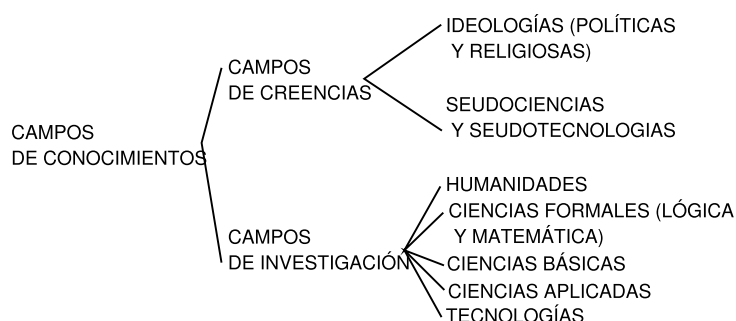 IDEOLOGÍAS (POLÍTICAS
Y RELIGIOSAS)
CAMPOS
DE CREENCIAS
SEUDOCIENCIAS
Y SEUDOTECNOLOGIAS
CAMPOS
DE CONOCIMIENTOS
HUMANIDADES
CIENCIAS FORMALES (LÓGICA
Y MATEMÁTICA)
CAMPOS
DE INVESTIGACIÓN
CIENCIAS BÁSICAS
CIENCIAS APLICADAS
TECNOLOGÍAS